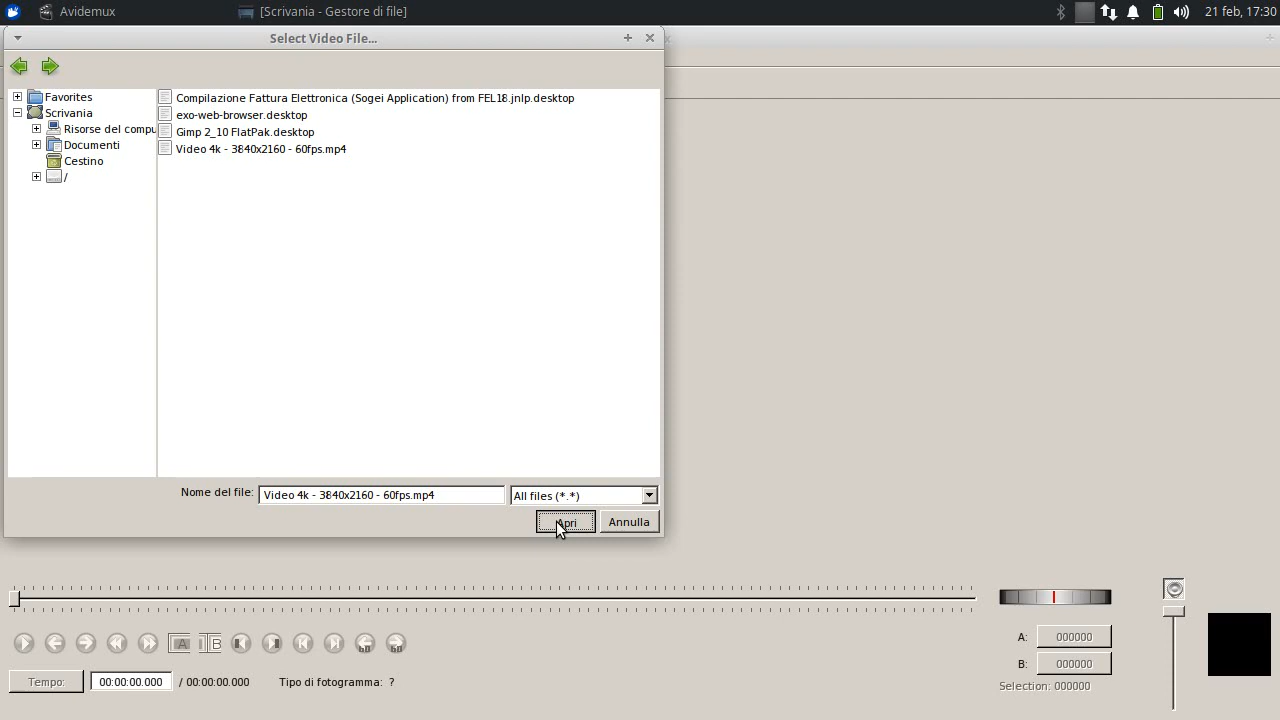 Avidemux
[Scrivania - Gestore di file]
21 feb, 17:30
Select Video File...
Favorites
Scrivania
Risorse del compu
Documenti
Cestino
/
Compilazione Fattura Elettronica (Sogei Application) from FEL18.jnlp.desktop
exo-web-browser.desktop
Gimp 2_10 FlatPak.desktop
Video 4k - 3840x2160 - 60fps.mp4
Nome del file:
Video 4k - 3840x2160 - 60fps.mp4
All files (*.*)
Apri
Annulla
A
B
60
60
A:
000000
B:
000000
Selection: 000000
Tempo:
00:00:00.000
/ 00:00:00.000
Tipo di fotogramma: ?